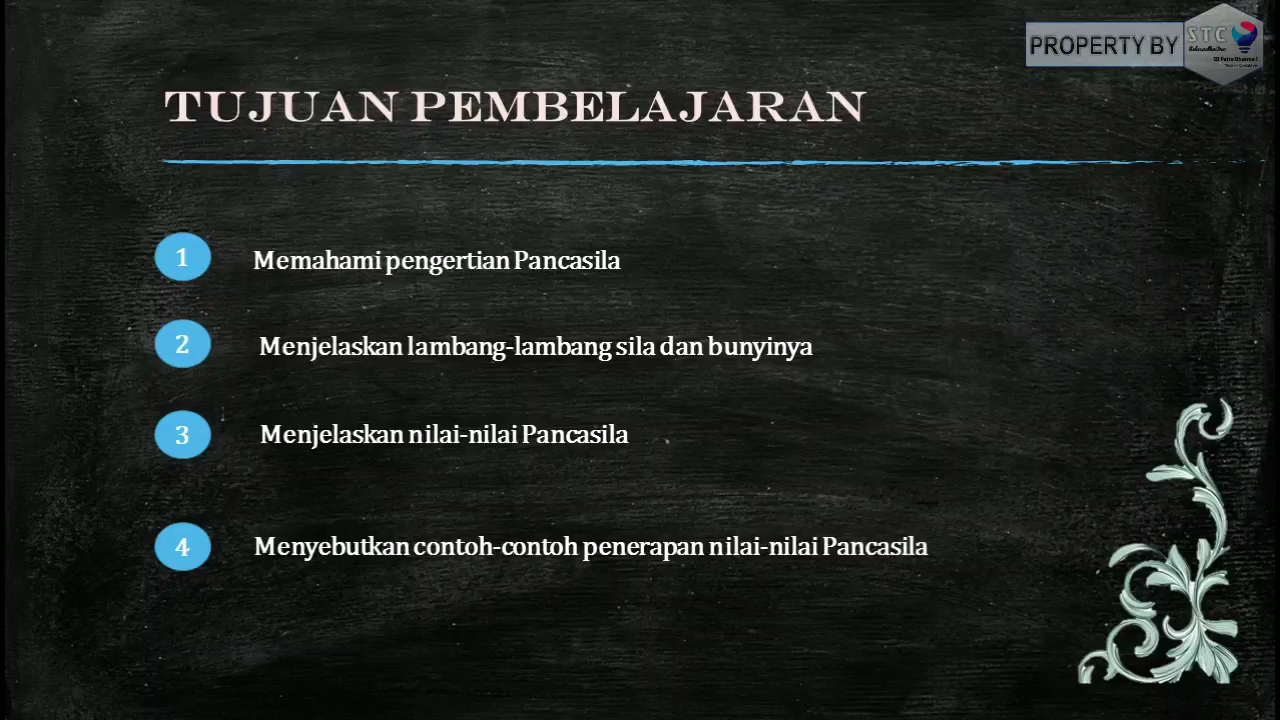 PROPERTY BY
STC
TUJUAN PEMBELAJARAN
1 Memahami pengertian Pancasila
2 Menjelaskan lambang-lambang sila dan bunyinya
3 Menjelaskan nilai-nilai Pancasila
4 Menyebutkan contoh-contoh penerapan nilai-nilai Pancasila